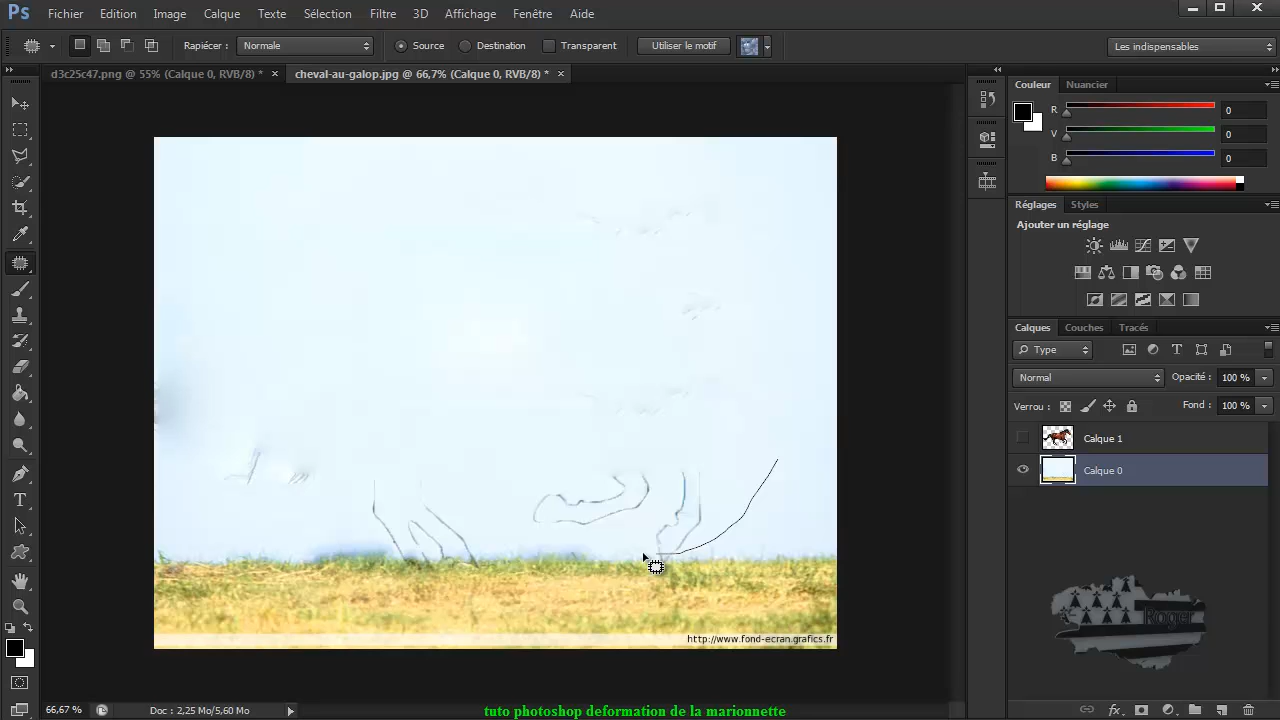 Ps Fichier Edition Image Calque Texte Sélection Filtre 3D Affichage Fenêtre Aide
Rapiécer : Normale Source Destination Transparent Utiliser le motif Les indispensables
d3c25c47.png @ 55% (Calque 0, RVB/8) * × cheval-au-galop.jpg @ 66,7% (Calque 0, RVB/8) * ×
Couleur Nuancier
R 0
V 0
B 0
Réglages Styles
Ajouter un réglage
Calques Couches Tracés
Type
Normal Opacité : 100 %
Verrou : Fond : 100 %
Calque 1
Calque 0
Roger
http://www.fond-ecran.grafics.fr
66,67 % Doc : 2,25 Mo/5,60 Mo
tuto photoshop deformation de la marionnette